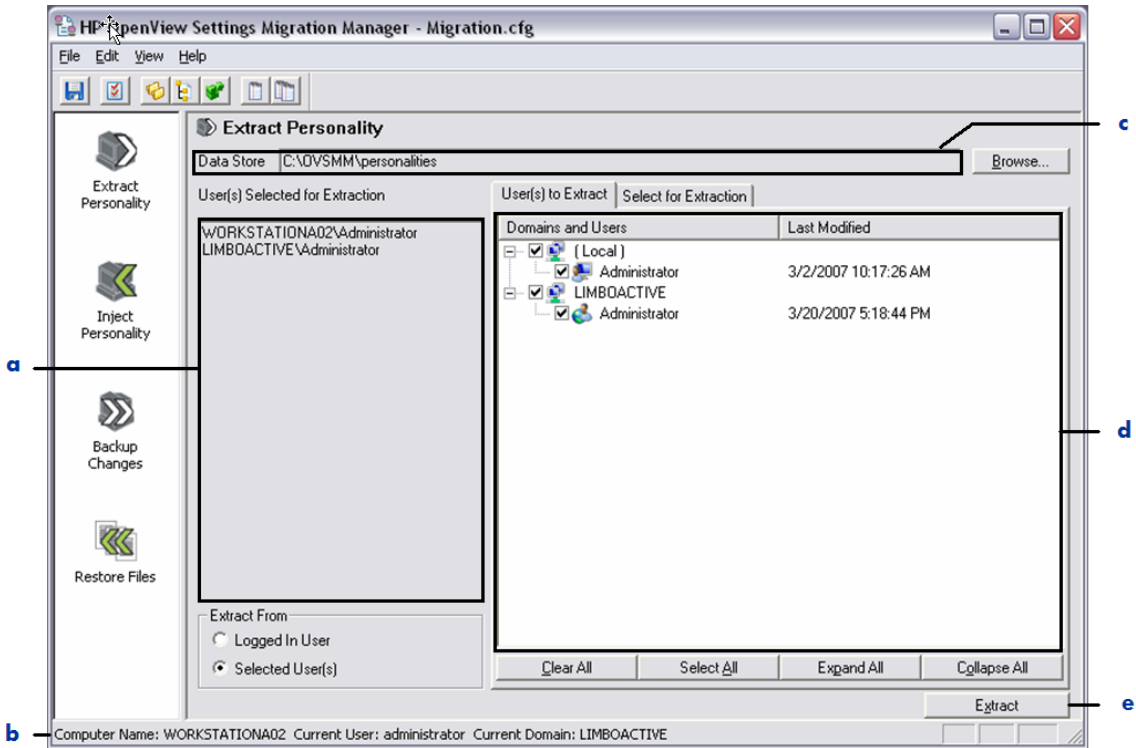 HP OpenView Settings Migration Manager - Migration.cfg
File Edit View Help
Extract Personality
c
Data Store C:\OVSMM\personalities Browse...
Extract
Personality
User(s) Selected for Extraction
User(s) to Extract Select for Extraction
WORKSTATIONA02\Administrator
LIMBOACTIVE\Administrator
Domains and Users Last Modified
( Local )
Administrator 3/2/2007 10:17:26 AM
LIMBOACTIVE
Administrator 3/20/2007 5:18:44 PM
Inject
Personality
a
d
Backup
Changes
Restore Files
Extract From
Logged In User
Selected User(s)
Clear All Select All Expand All Collapse All
Extract
e
b
Computer Name: WORKSTATIONA02 Current User: administrator Current Domain: LIMBOACTIVE